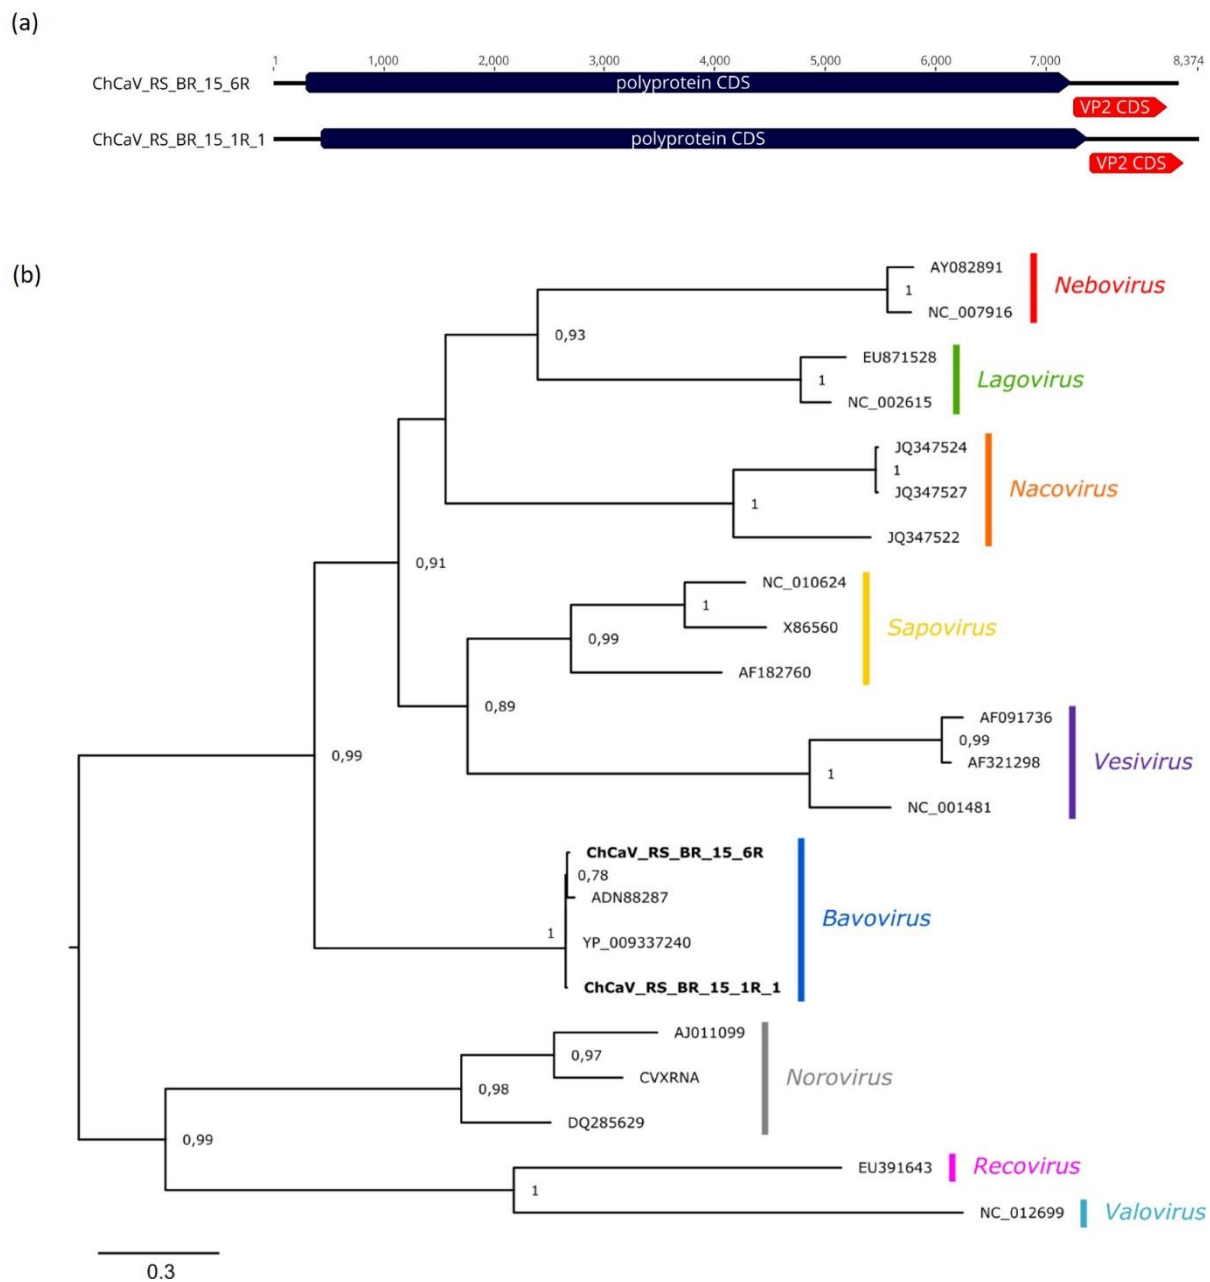 (a)
1 1,000 2,000 3,000 4,000 5,000 6,000 7,000 8,374
ChCaV_RS_BR_15_6R polyprotein CDS
VP2 CDS
ChCaV_RS_BR_15_1R_1 polyprotein CDS
VP2 CDS
(b)
AY082891
1
Nebovirus
NC_007916
0,93
EU871528
1
Lagovirus
NC_002615
JQ347524
1
JQ347527
Nacovirus
1
JQ347522
0,91
NC_010624
1
X86560
Sapovirus
0,99
AF182760
0,89
AF091736
0,99
AF321298
Vesivirus
1
NC_001481
0,99
ChCaV_RS_BR_15_6R
0,78
ADN88287
Bavovirus
1
YP_009337240
ChCaV_RS_BR_15_1R_1
AJ011099
0,97
CVXRNA
Norovirus
0,98
DQ285629
0,99
EU391643
Recovirus
1
NC_012699
Valovirus
0.3